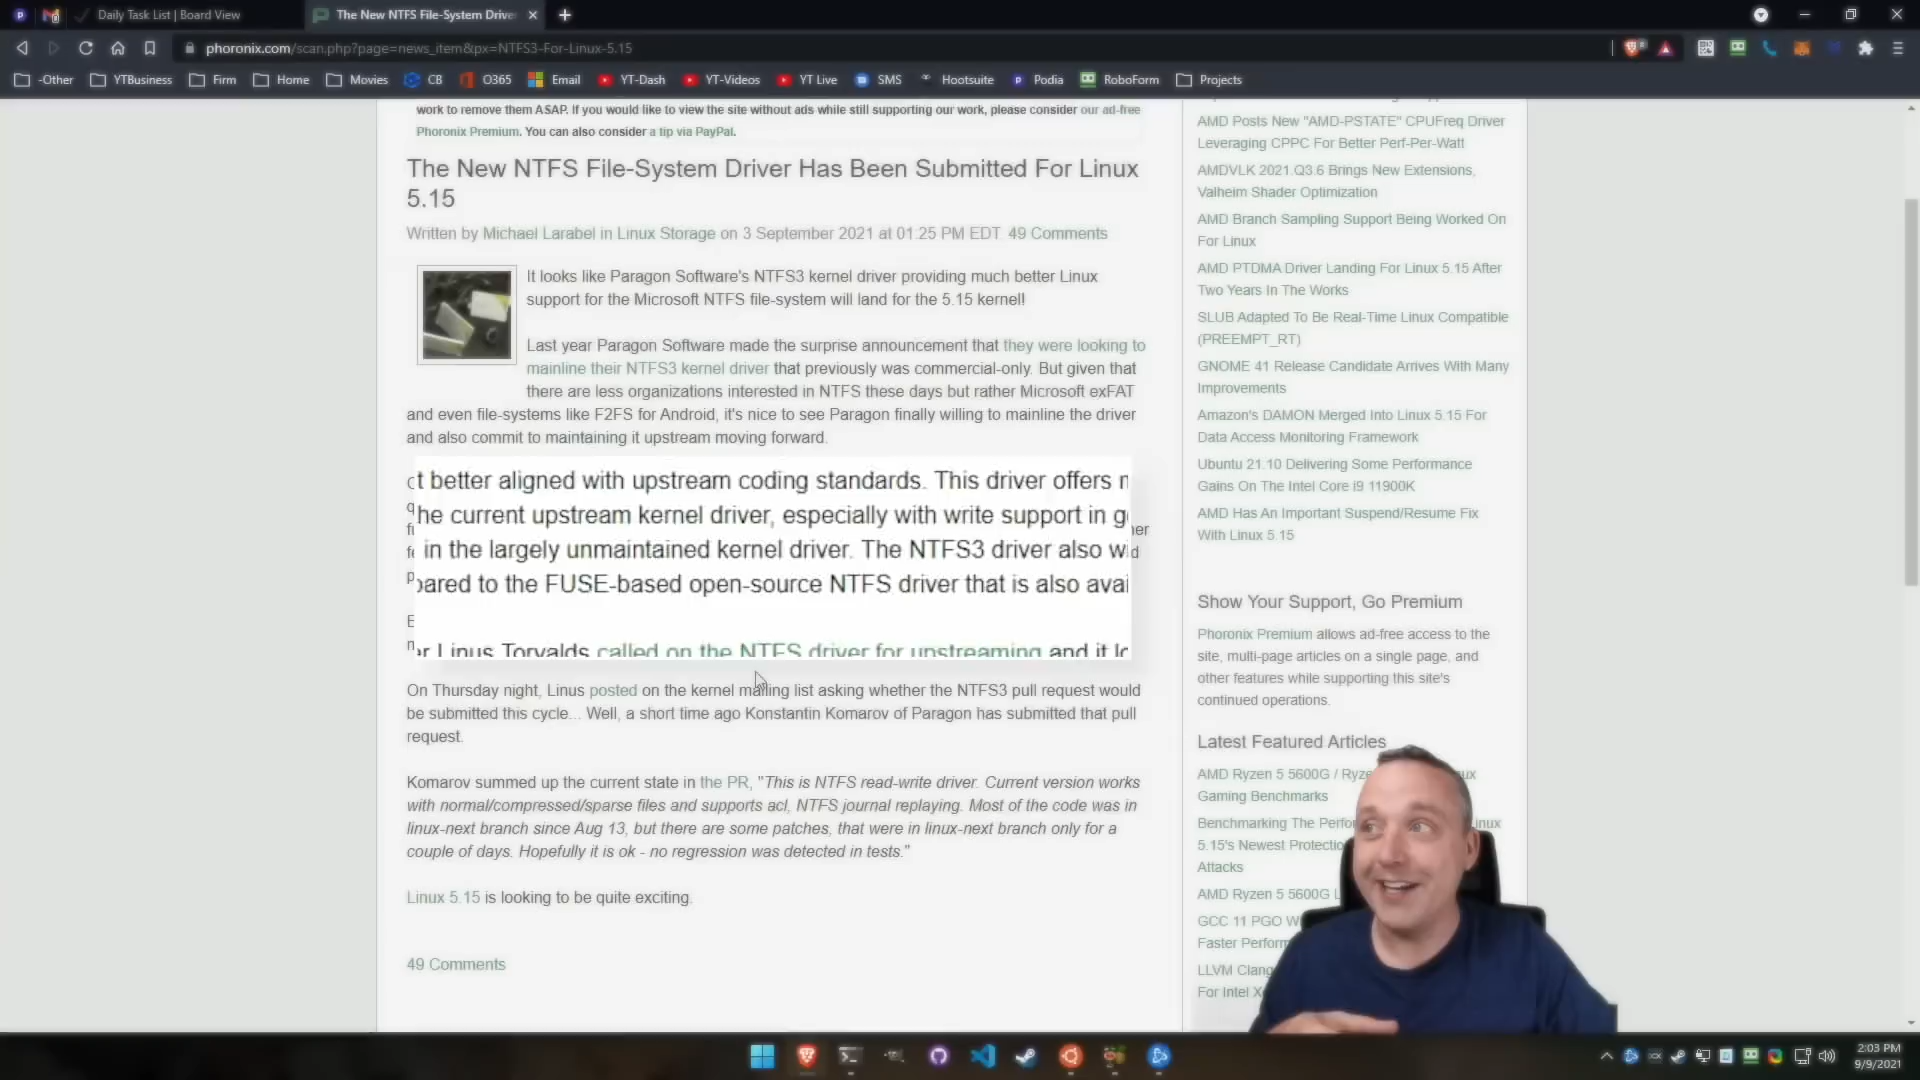 Daily Task List | Board View
The New NTFS File-System Drive
phoronix.com/scan.php?page=news_item&px=NTFS3-For-Linux-5.15
-Other
YTBusiness
Firm
Home
Movies
CB
O365
Email
YT-Dash
YT-Videos
YT Live
SMS
Hootsuite
Podia
RoboForm
Projects
work to remove them ASAP. If you would like to view the site without ads while still supporting our work, please consider our ad-free
Phoronix Premium. You can also consider a tip via PayPal.
The New NTFS File-System Driver Has Been Submitted For Linux
5.15
Written by Michael Larabel in Linux Storage on 3 September 2021 at 01:25 PM EDT. 49 Comments
It looks like Paragon Software's NTFS3 kernel driver providing much better Linux
support for the Microsoft NTFS file-system will land for the 5.15 kernel!
Last year Paragon Software made the surprise announcement that they were looking to
mainline their NTFS3 kernel driver that previously was commercial-only. But given that
there are less organizations interested in NTFS these days but rather Microsoft exFAT
and even file-systems like F2FS for Android, it's nice to see Paragon finally willing to mainline the driver
and also commit to maintaining it upstream moving forward.
t better aligned with upstream coding standards. This driver offers
he current upstream kernel driver, especially with write support in
in the largely unmaintained kernel driver. The NTFS3 driver also
pared to the FUSE-based open-source NTFS driver that is also avai
er Linus Torvalds called on the NTFS driver for upstreaming and it
On Thursday night, Linus posted on the kernel mailing list asking whether the NTFS3 pull request would
be submitted this cycle... Well, a short time ago Konstantin Komarov of Paragon has submitted that pull
request.
Komarov summed up the current state in the PR, "This is NTFS read-write driver. Current version works
with normal/compressed/sparse files and supports acl, NTFS journal replaying. Most of the code was in
linux-next branch since Aug 13, but there are some patches, that were in linux-next branch only for a
couple of days. Hopefully it is ok - no regression was detected in tests."
Linux 5.15 is looking to be quite exciting.
49 Comments
AMD Posts New "AMD-PSTATE" CPUFreq Driver
Leveraging CPPC For Better Perf-Per-Watt
AMDVLK 2021.Q3.6 Brings New Extensions,
Valheim Shader Optimization
AMD Branch Sampling Support Being Worked On
For Linux
AMD PTDMA Driver Landing For Linux 5.15 After
Two Years In The Works
SLUB Adapted To Be Real-Time Linux Compatible
(PREEMPT_RT)
GNOME 41 Release Candidate Arrives With Many
Improvements
Amazon's DAMON Merged Into Linux 5.15 For
Data Access Monitoring Framework
Ubuntu 21.10 Delivering Some Performance
Gains On The Intel Core i9 11900K
AMD Has An Important Suspend/Resume Fix
With Linux 5.15
Show Your Support, Go Premium
Phoronix Premium allows ad-free access to the
site, multi-page articles on a single page, and
other features while supporting this site's
continued operations.
Latest Featured Articles
AMD Ryzen 5 5600G / Ryze
Gaming Benchmarks
Benchmarking The Perfo
5.15's Newest Protectio
Attacks
AMD Ryzen 5 5600G L
GCC 11 PGO W
Faster Perform
LLVM Clang
For Intel X
2:03 PM
9/9/2021